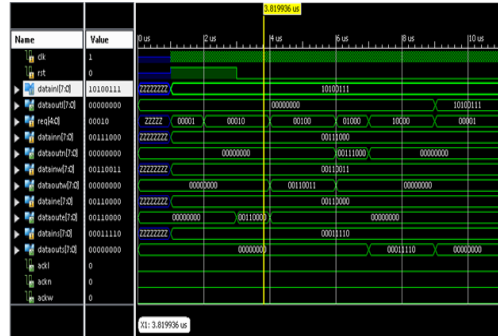 3.819936 us
Name Value 0 us 2 us 4 us 6 us 8 us 10 us
clk 1
rst 0
datainl[7:0] 10100111 ZZZZZZZZ 10100111
dataoutl[7:0] 00000000 00000000 10100111
req[4:0] 00010 ZZZZZ 00001 00010 00100 01000 10000 00001
datainn[7:0] 00111000 ZZZZZZZZ 00111000
dataoutn[7:0] 00000000 00000000 00111000 00000000
datainw[7:0] 00110011 ZZZZZZZZ 00110011
dataoutw[7:0] 00000000 00000000 00110011 00000000
dataine[7:0] 00110000 ZZZZZZZZ 00110000
dataoute[7:0] 00110000 00000000 00110000 00000000
datains[7:0] 00011110 ZZZZZZZZ 00011110
dataouts[7:0] 00000000 00000000 00011110 00000000
ackl 0
ackn 0
ackw 0
X1: 3.819936 us